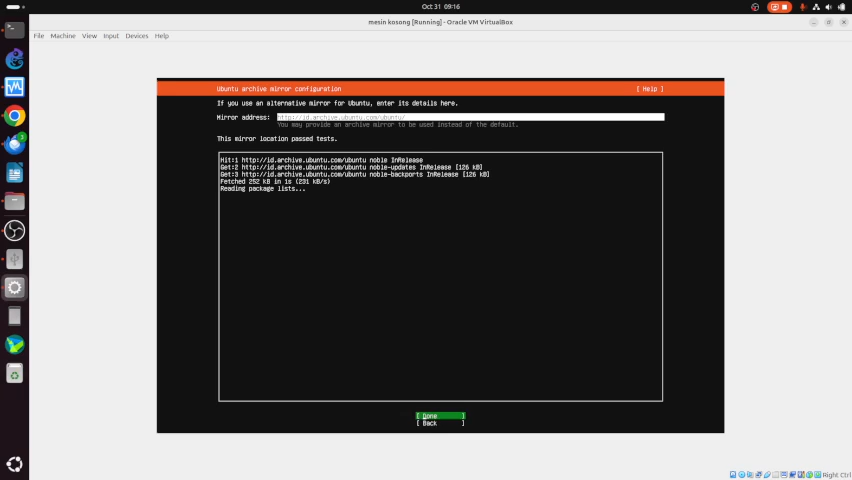 Oct 31 09:16
mesin kosong [Running] - Oracle VM VirtualBox
File Machine View Input Devices Help
Ubuntu archive mirror configuration [ Help ]
If you use an alternative mirror for Ubuntu, enter its details here.
Mirror address: http://id.archive.ubuntu.com/ubuntu/
You may provide an archive mirror to be used instead of the default.
This mirror location passed tests.
Hit:1 http://id.archive.ubuntu.com/ubuntu noble InRelease
Get:2 http://id.archive.ubuntu.com/ubuntu noble-updates InRelease [126 kB]
Get:3 http://id.archive.ubuntu.com/ubuntu noble-backports InRelease [126 kB]
Fetched 252 kB in 1s (231 kB/s)
Reading package lists...
[ Done ]
[ Back ]
3
Right Ctrl